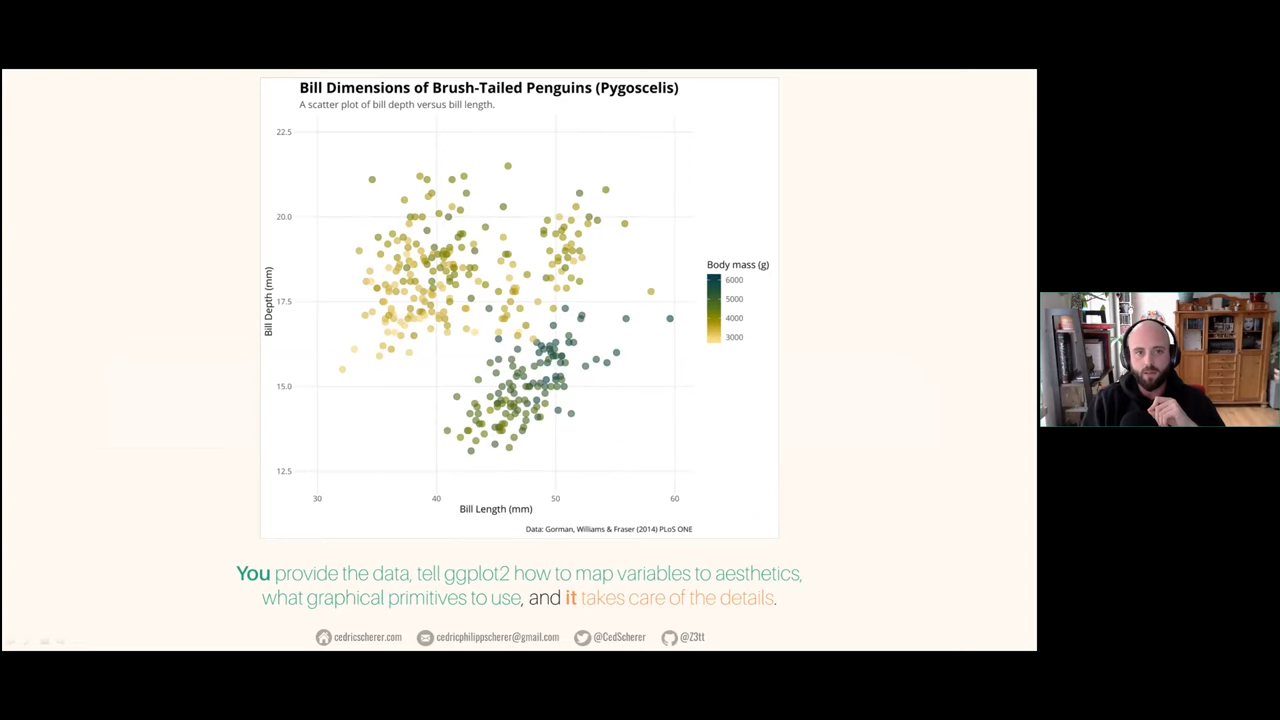 Bill Dimensions of Brush-Tailed Penguins (Pygoscelis)
A scatter plot of bill depth versus bill length.
22.5
20.0
17.5
15.0
12.5
Bill Depth (mm)
30 40 50 60
Bill Length (mm)
Body mass (g)
6000
5000
4000
3000
Data: Gorman, Williams & Fraser (2014) PLoS ONE
You provide the data, tell ggplot2 how to map variables to aesthetics,
what graphical primitives to use, and it takes care of the details.
cedricscherer.com cedricphilippscherer@gmail.com @CedScherer @Z3tt